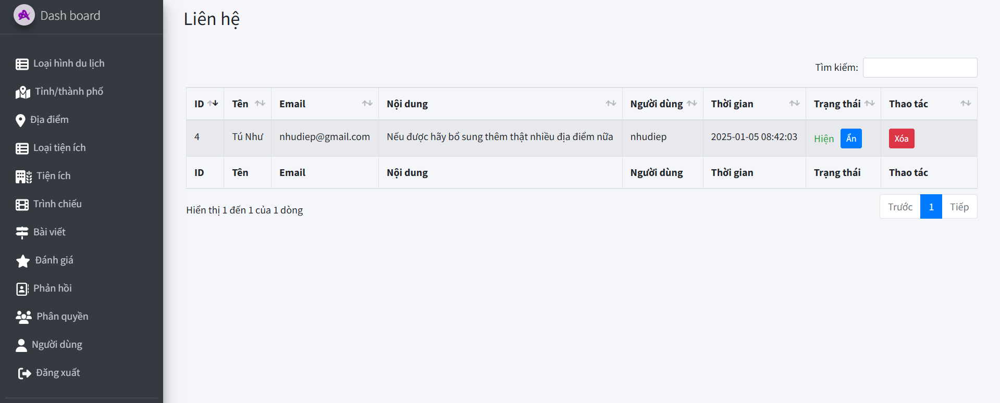 Dash board
Loại hình du lịch
Tỉnh/thành phố
Địa điểm
Loại tiện ích
Tiện ích
Trình chiếu
Bài viết
Đánh giá
Phản hồi
Phân quyền
Người dùng
Đăng xuất
Liên hệ
Tìm kiếm:
ID Tên Email Nội dung Người dùng Thời gian Trạng thái Thao tác
4 Tú Như nhudiep@gmail.com Nếu được hãy bổ sung thêm thật nhiều địa điểm nữa nhudiep 2025-01-05 08:42:03 Hiện Ẩn Xóa
ID Tên Email Nội dung Người dùng Thời gian Trạng thái Thao tác
Hiển thị 1 đến 1 của 1 dòng
Trước 1 Tiếp